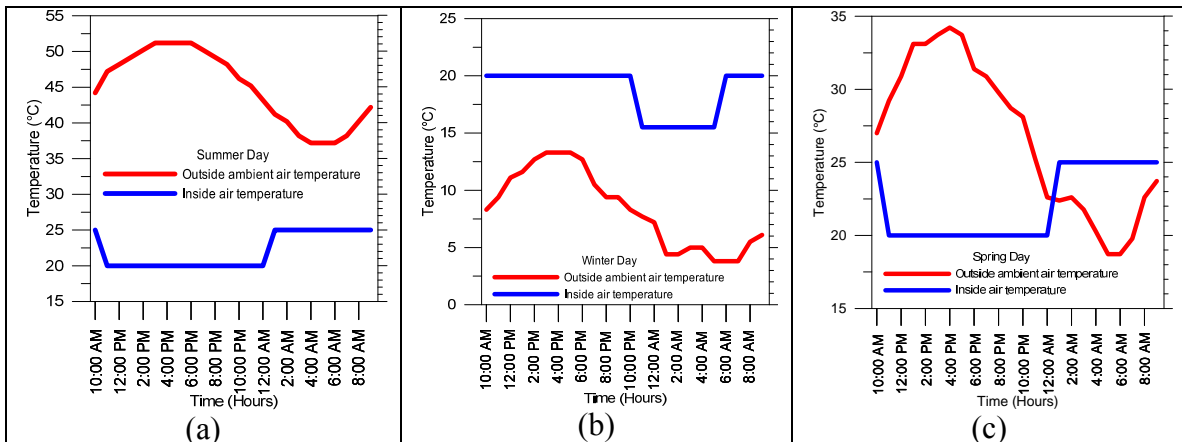 55
50
45
40
35
30
25
20
15
Temperature (°C)
Summer Day
Outside ambient air temperature
Inside air temperature
10:00 AM
12:00 PM
2:00 PM
4:00 PM
6:00 PM
8:00 PM
10:00 PM
12:00 AM
2:00 AM
4:00 AM
6:00 AM
8:00 AM
Time (Hours)
(a)
25
20
15
10
5
0
Temperature (°C)
Winter Day
Outside ambient air temperature
Inside air temperature
10:00 AM
12:00 PM
2:00 PM
4:00 PM
6:00 PM
8:00 PM
10:00 PM
12:00 AM
2:00 AM
4:00 AM
6:00 AM
8:00 AM
Time (Hours)
(b)
35
30
25
20
15
Temperature (°C)
Spring Day
Outside ambient air temperature
Inside air temperature
10:00 AM
12:00 PM
2:00 PM
4:00 PM
6:00 PM
8:00 PM
10:00 PM
12:00 AM
2:00 AM
4:00 AM
6:00 AM
8:00 AM
Time (Hours)
(c)